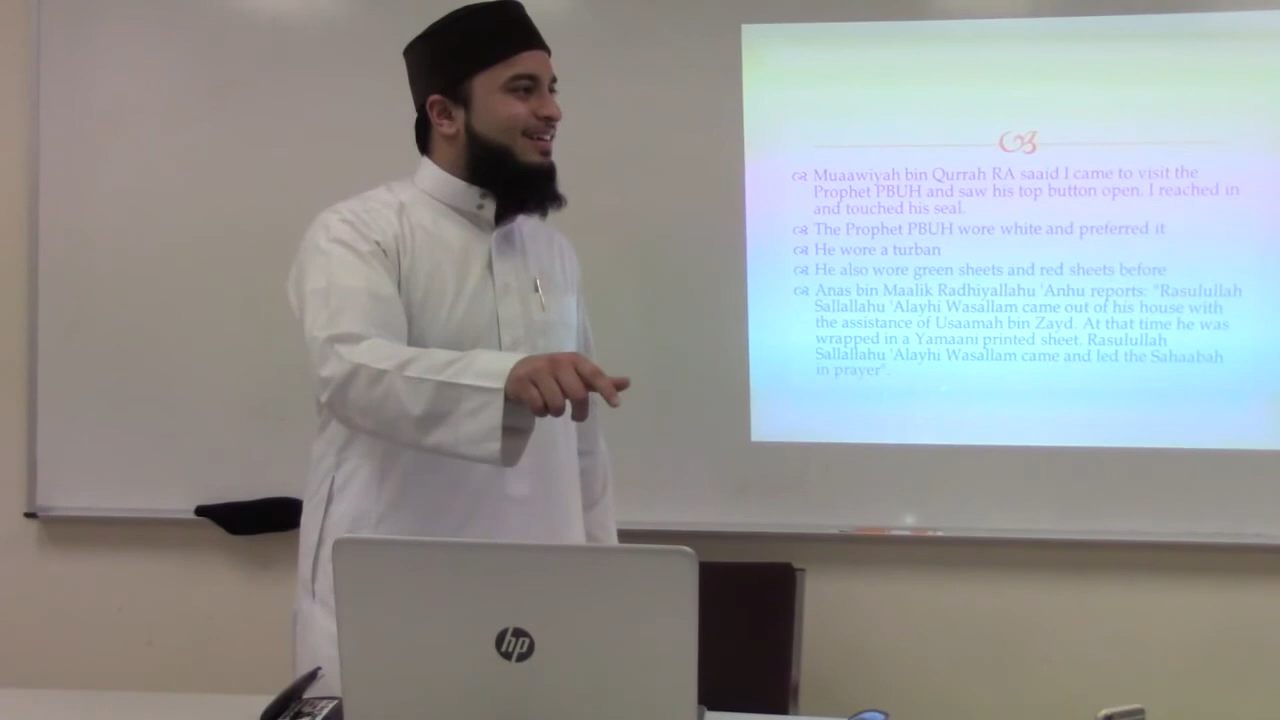 Muaawiyah bin Qurrah RA saaid I came to visit the
Prophet PBUH and saw his top button open. I reached in
and touched his seal.
The Prophet PBUH wore white and preferred it
He wore a turban
He also wore green sheets and red sheets before
Anas bin Maalik Radhiyallahu 'Anhu reports: "Rasulullah
Sallallahu 'Alayhi Wasallam came out of his house with
the assistance of Usaamah bin Zayd. At that time he was
wrapped in a Yamaani printed sheet. Rasulullah
Sallallahu 'Alayhi Wasallam came and led the Sahaabah
in prayer".
hp